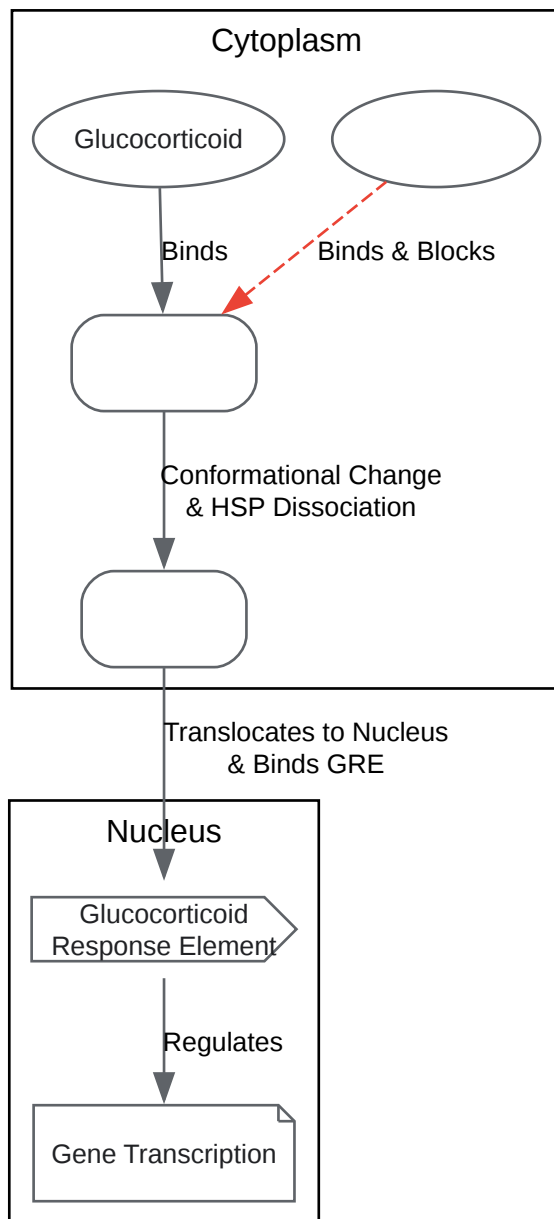 Cytoplasm
Glucocorticoid
Binds
Binds & Blocks
Conformational Change
& HSP Dissociation
Translocates to Nucleus
& Binds GRE
Nucleus
Glucocorticoid
Response Element
Regulates
Gene Transcription